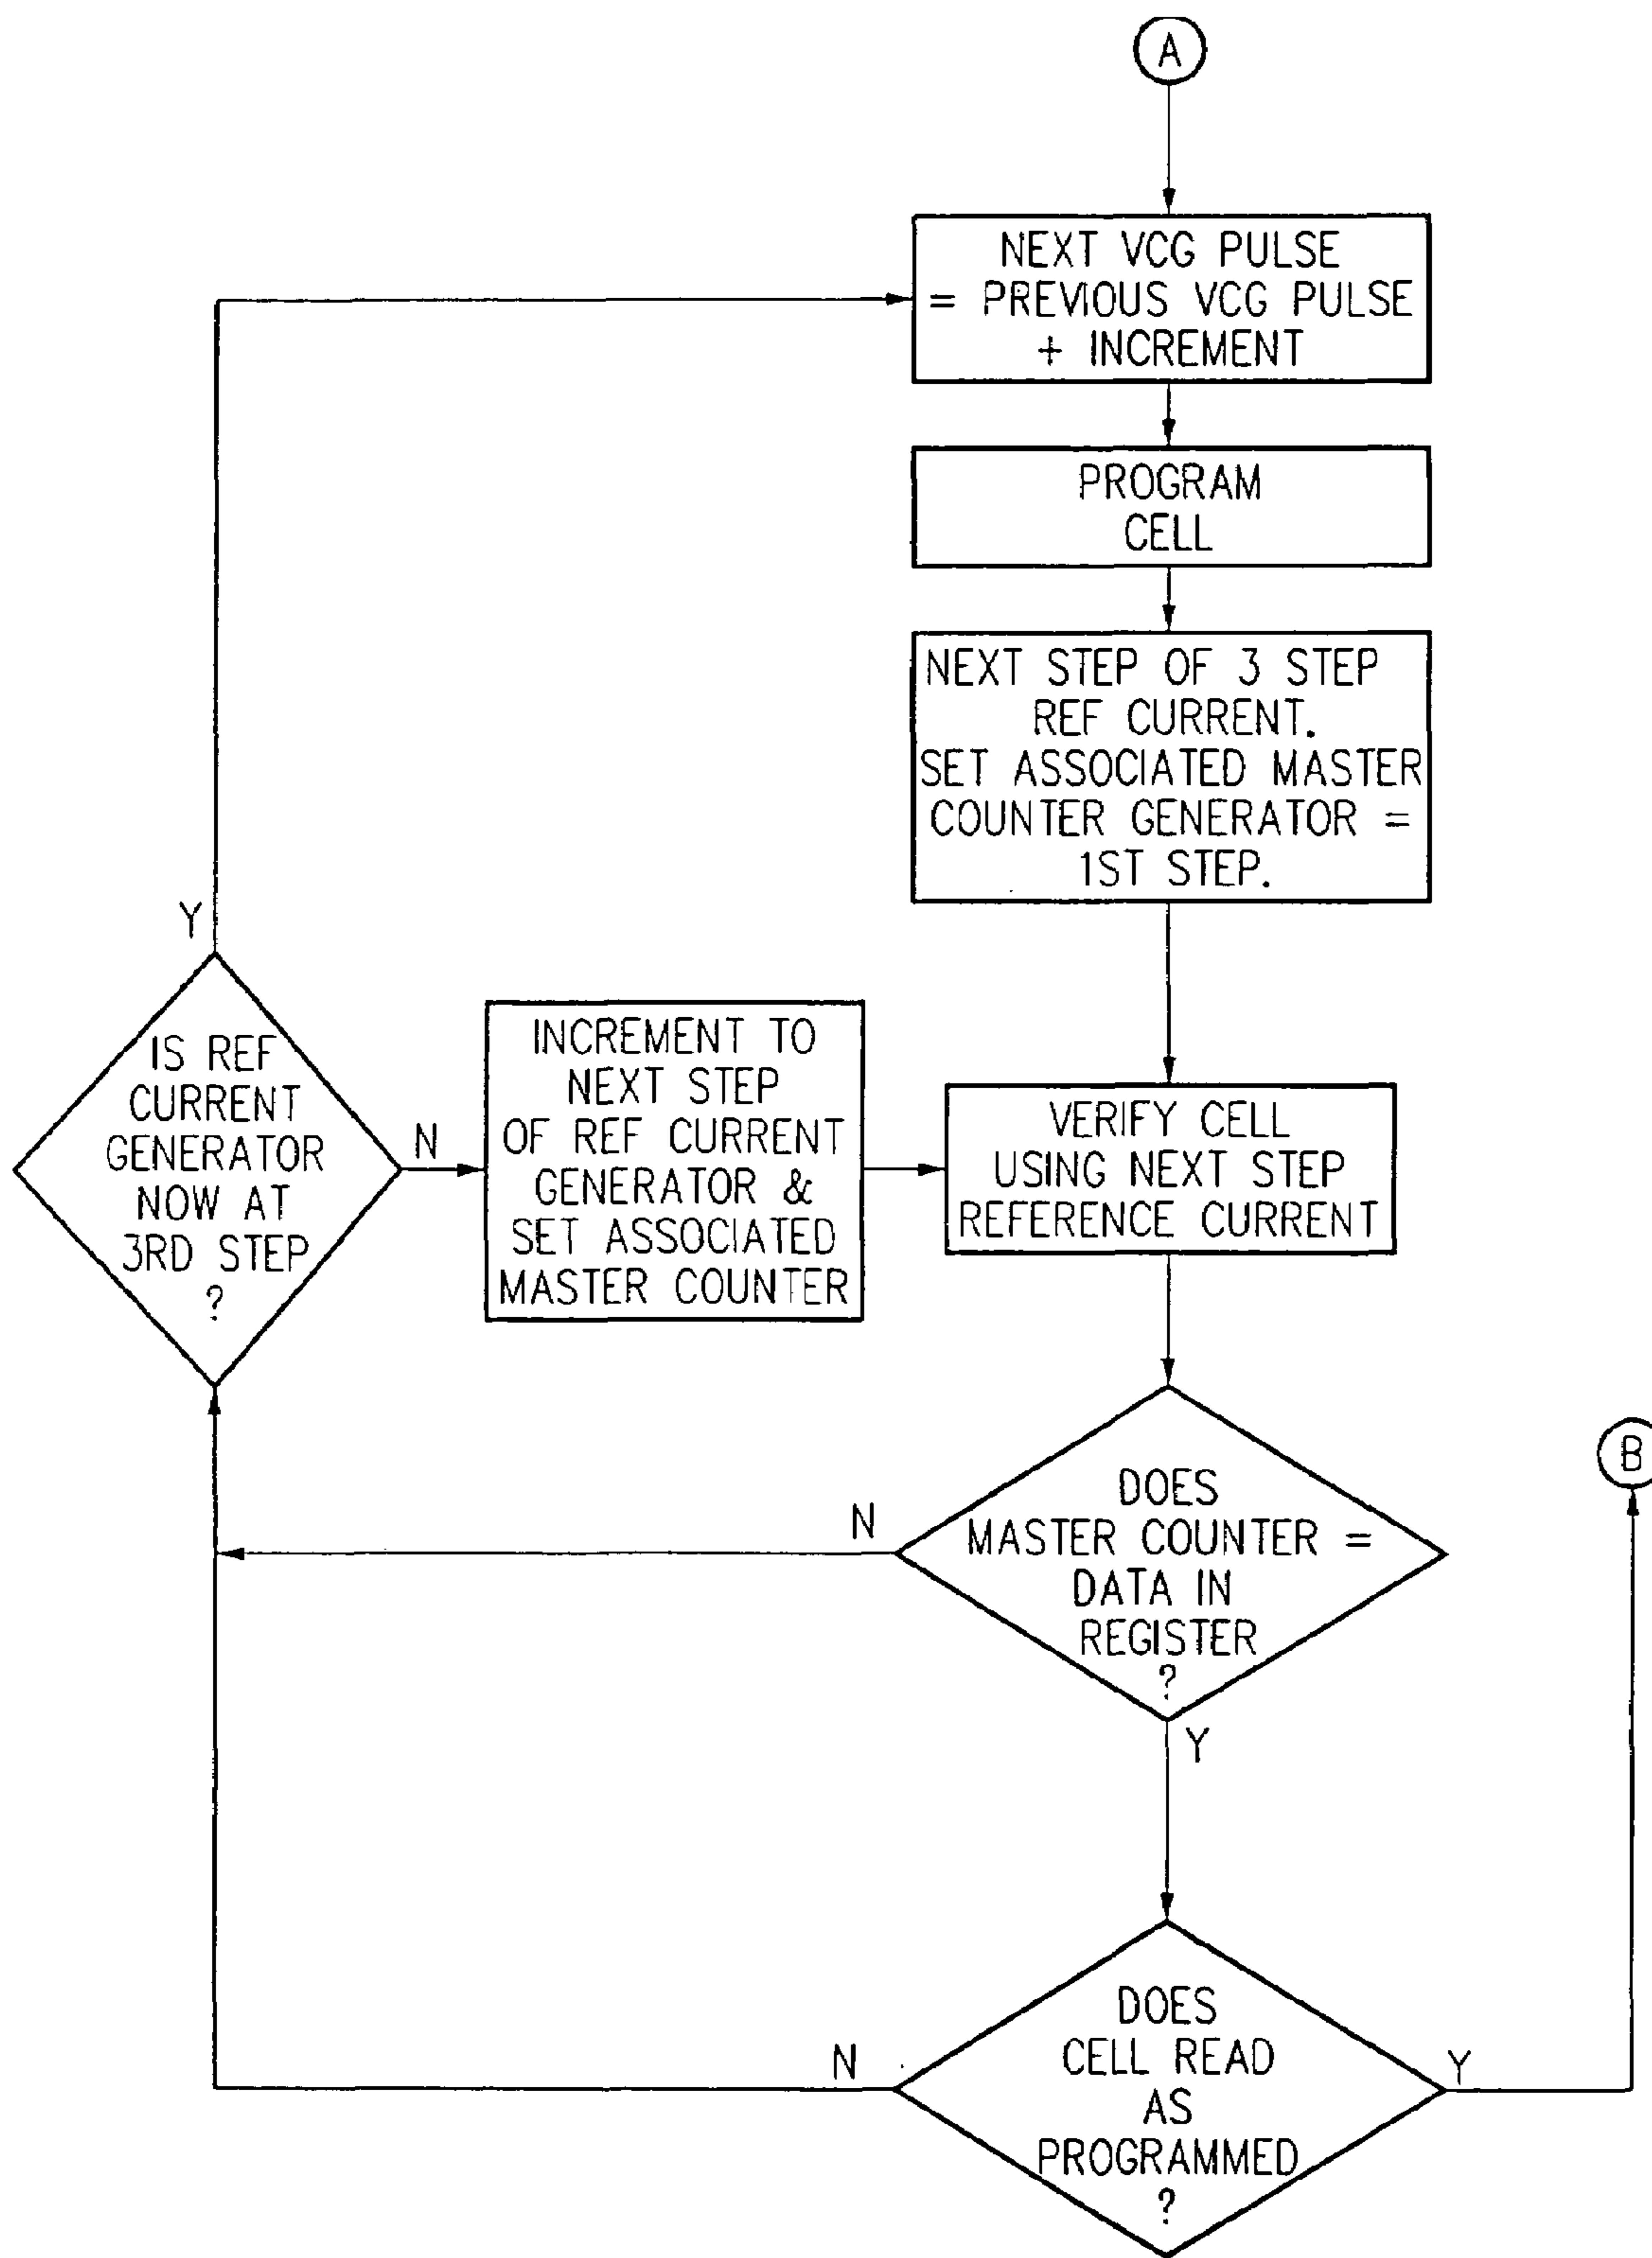 A
NEXT VCG PULSE
= PREVIOUS VCG PULSE
+ INCREMENT
PROGRAM
CELL
NEXT STEP OF 3 STEP
REF CURRENT.
SET ASSOCIATED MASTER
COUNTER GENERATOR =
1ST STEP.
Y
IS REF
CURRENT
GENERATOR
NOW AT
3RD STEP
?
N
INCREMENT TO
NEXT STEP
OF REF CURRENT
GENERATOR &
SET ASSOCIATED
MASTER COUNTER
VERIFY CELL
USING NEXT STEP
REFERENCE CURRENT
B
N
DOES
MASTER COUNTER =
DATA IN
REGISTER
?
Y
N
DOES
CELL READ
AS
PROGRAMMED
?
Y